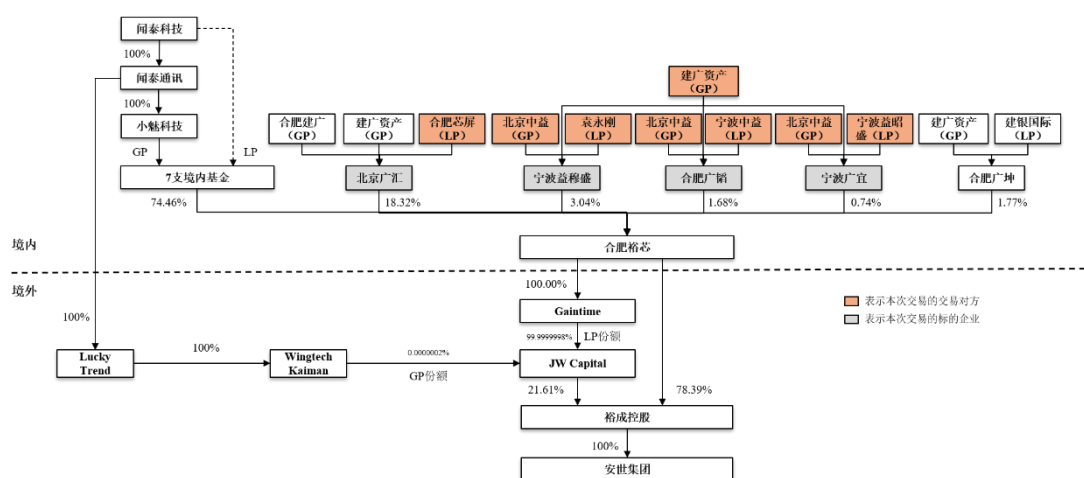 闻泰科技
100%
闻泰通讯
100%
小魅科技
GP
LP
建广资产
（GP）
合肥建广
（GP）
建广资产
（GP）
合肥芯屏
（LP）
北京中益
（GP）
袁永刚
（LP）
北京中益
（GP）
宁波中益
（LP）
北京中益
（GP）
宁波益昭
盛（LP）
建广资产
（GP）
建银国际
（LP）
7支境内基金
北京广汇
宁波益穆盛
合肥广韬
宁波广宜
合肥广坤
74.46%
18.32%
3.04%
1.68%
0.74%
1.77%
境内
合肥裕芯
境外
100.00%
Gaintime
表示本次交易的交易对方
表示本次交易的标的企业
100%
99.9999998%
LP份额
Lucky
Trend
100%
Wingtech
Kaiman
0.0000002%
GP份额
JW Capital
21.61%
78.39%
裕成控股
100%
安世集团